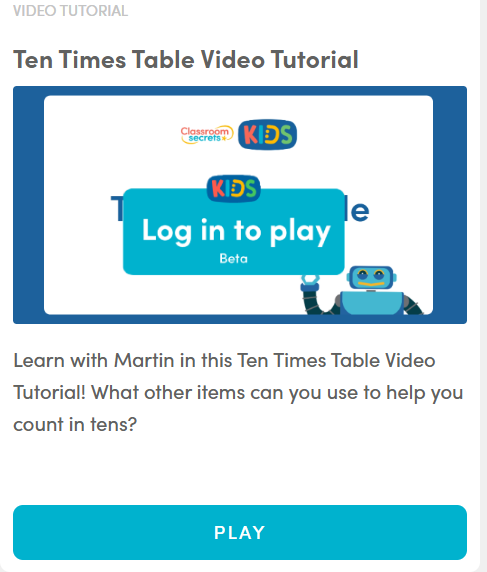 VIDEO TUTORIAL
Ten Times Table Video Tutorial
Classroom
secrets
KIDS
KIDS
T le
Log in to play
Beta
Learn with Martin in this Ten Times Table Video
Tutorial! What other items can you use to help you
count in tens?
PLAY